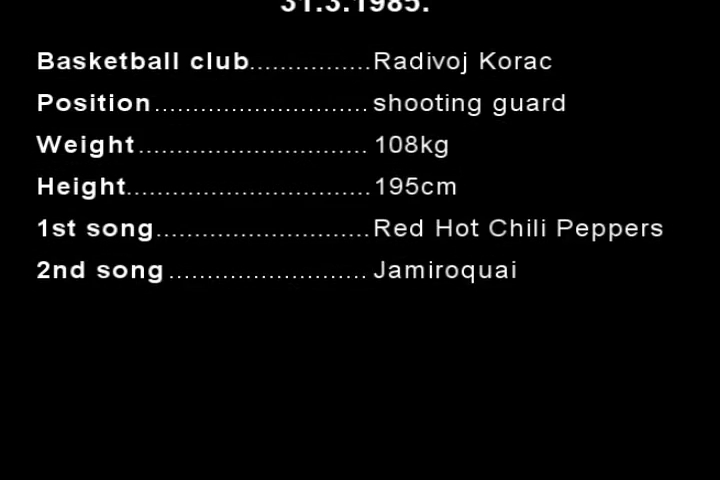 31.3.1985.
Basketball club................Radivoj Korac
Position............................shooting guard
Weight.............................. 108kg
Height................................195cm
1st song............................Red Hot Chili Peppers
2nd song.......................... Jamiroquai